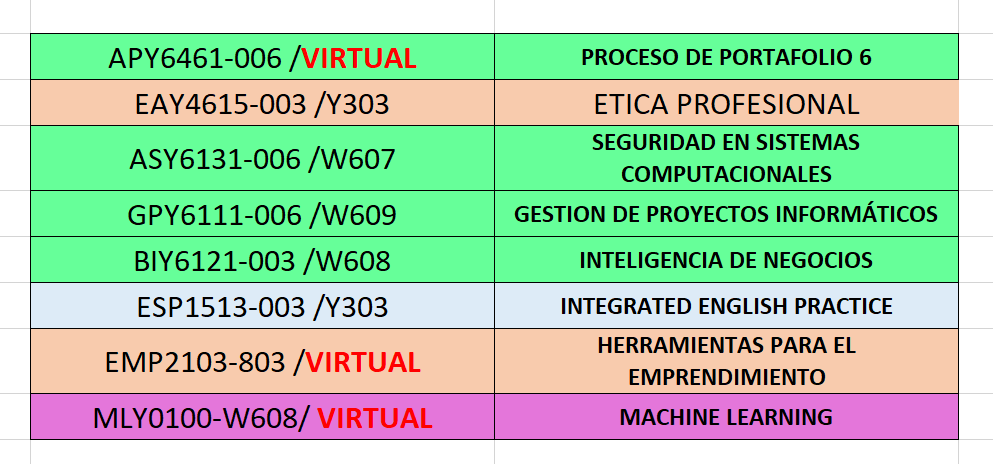 APY6461-006 /VIRTUAL PROCESO DE PORTAFOLIO 6
EAY4615-003 /Y303 ETICA PROFESIONAL
ASY6131-006 /W607 SEGURIDAD EN SISTEMAS
COMPUTACIONALES
GPY6111-006 /W609 GESTION DE PROYECTOS INFORMÁTICOS
BIY6121-003 /W608 INTELIGENCIA DE NEGOCIOS
ESP1513-003 /Y303 INTEGRATED ENGLISH PRACTICE
EMP2103-803 /VIRTUAL HERRAMIENTAS PARA EL
EMPRENDIMIENTO
MLY0100-W608/ VIRTUAL MACHINE LEARNING